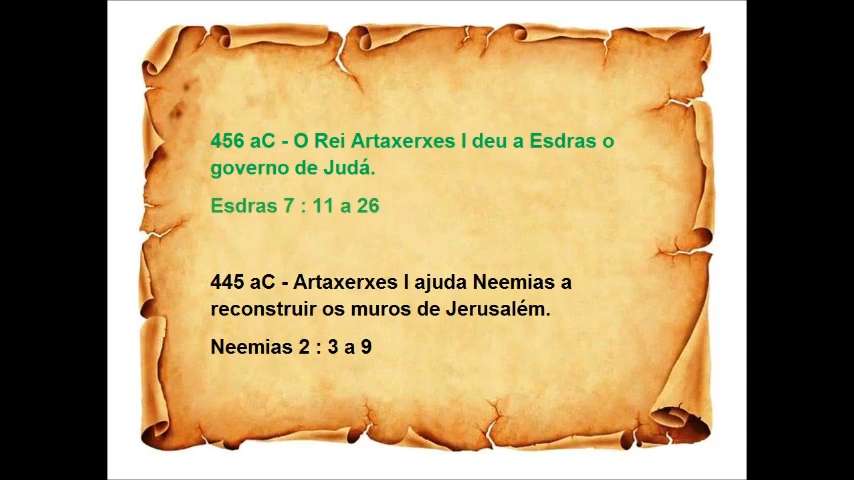 456 aC - O Rei Artaxerxes I deu a Esdras o
governo de Judá.
Esdras 7 : 11 a 26
445 aC - Artaxerxes I ajuda Neemias a
reconstruir os muros de Jerusalém.
Neemias 2 : 3 a 9